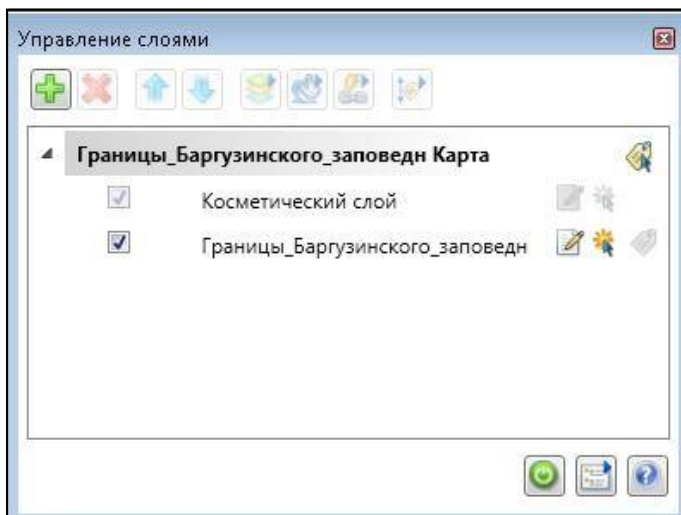 Управление слоями
Границы_Баргузинского_заповедн Карта
Косметический слой
Границы_Баргузинского_заповедн